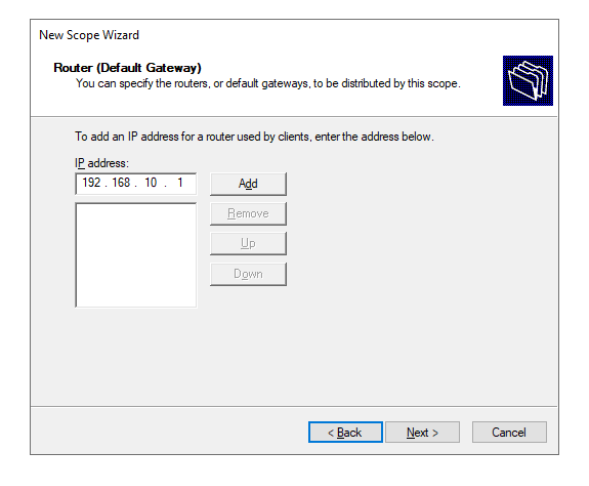 New Scope Wizard
Router (Default Gateway)
You can specify the routers, or default gateways, to be distributed by this scope.
To add an IP address for a router used by clients, enter the address below.
IP address:
192 . 168 . 10 . 1
Add
Remove
Up
Down
< Back Next > Cancel